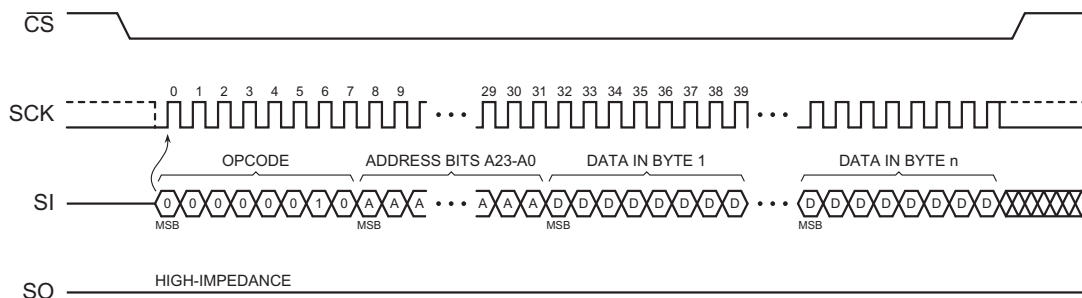 CS
SCK
0 1 2 3 4 5 6 7 8 9 29 30 31 32 33 34 35 36 37 38 39
OPCODE ADDRESS BITS A23-A0 DATA IN BYTE 1 DATA IN BYTE n
SI
0 0 0 0 0 0 1 0 A A A A A A D D D D D D D D D D D D D D D D
MSB MSB MSB MSB
HIGH-IMPEDANCE
SO